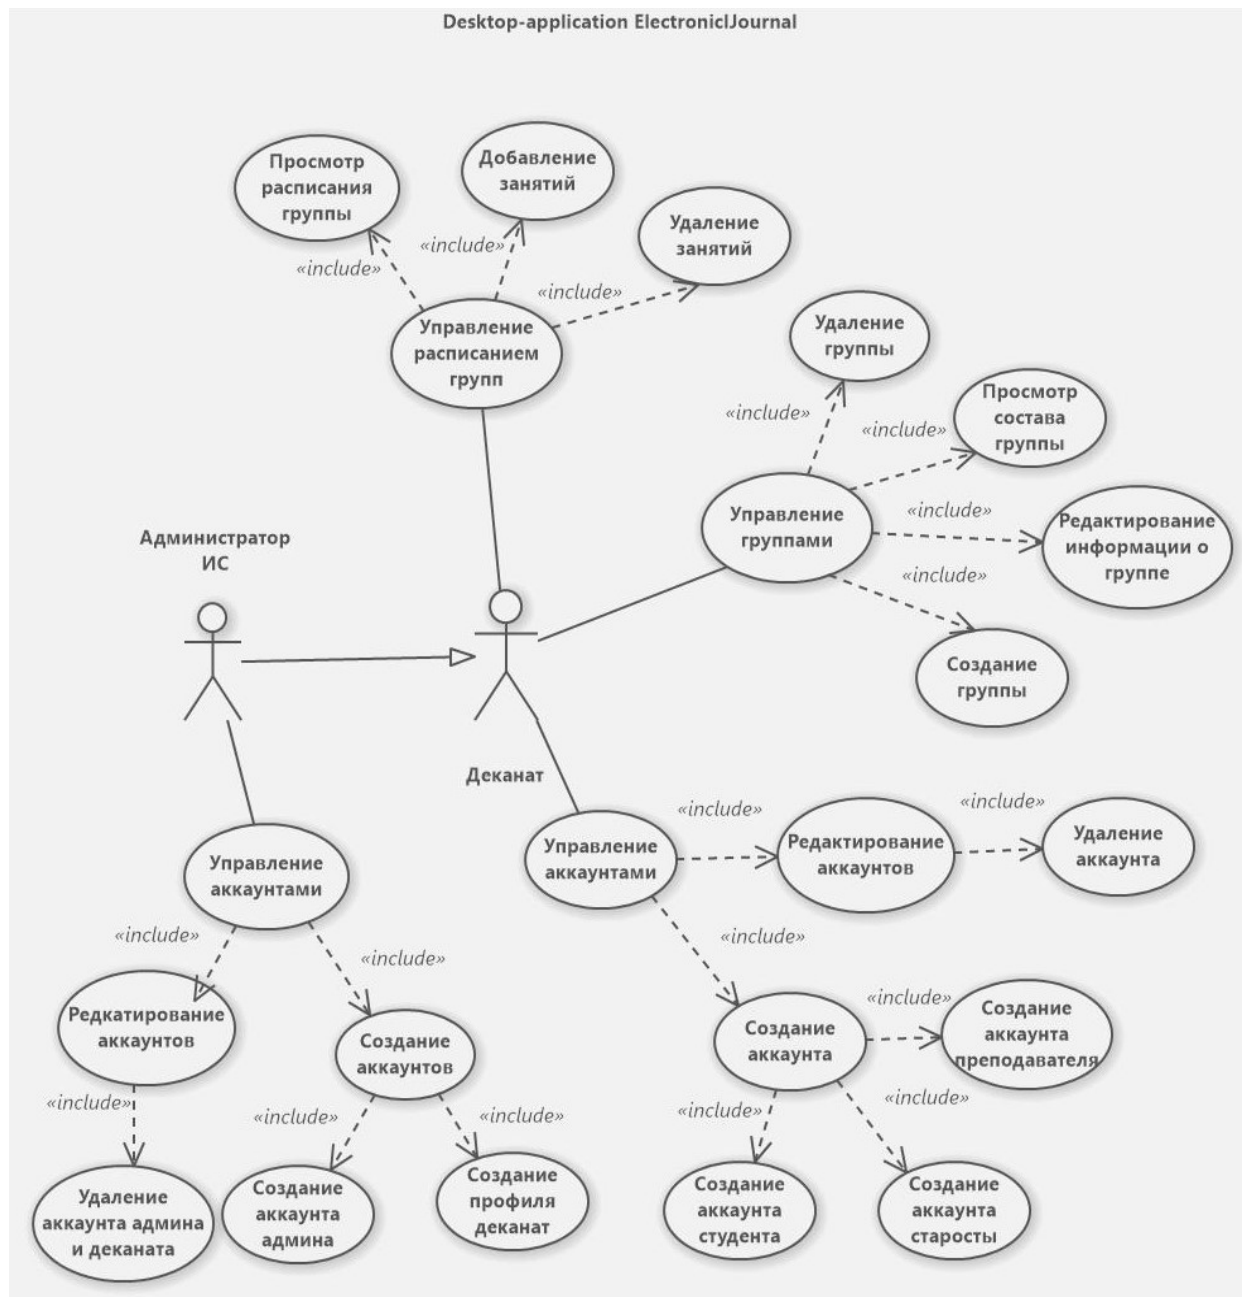 Desktop-application ElectroniclJournal
Просмотр
расписания
группы
Добавление
занятий
Удаление
занятий
«include»
«include»
«include»
Управление
расписанием
групп
Удаление
группы
Просмотр
состава
группы
«include»
«include»
Управление
группами
«include»
Редактирование
информации о
группе
«include»
Создание
группы
Администратор
ИС
Деканат
Управление
аккаунтами
«include»
Редактирование
аккаунтов
«include»
Удаление
аккаунта
Управление
аккаунтами
«include»
«include»
«include»
Редкатирование
аккаунтов
Создание
аккаунтов
Создание
аккаунта
«include»
Создание
аккаунта
преподавателя
«include»
«include»
«include»
«include»
«include»
Удаление
аккаунта админа
и деканата
Создание
аккаунта
админа
Создание
профиля
деканат
Создание
аккаунта
студента
Создание
аккаунта
старосты